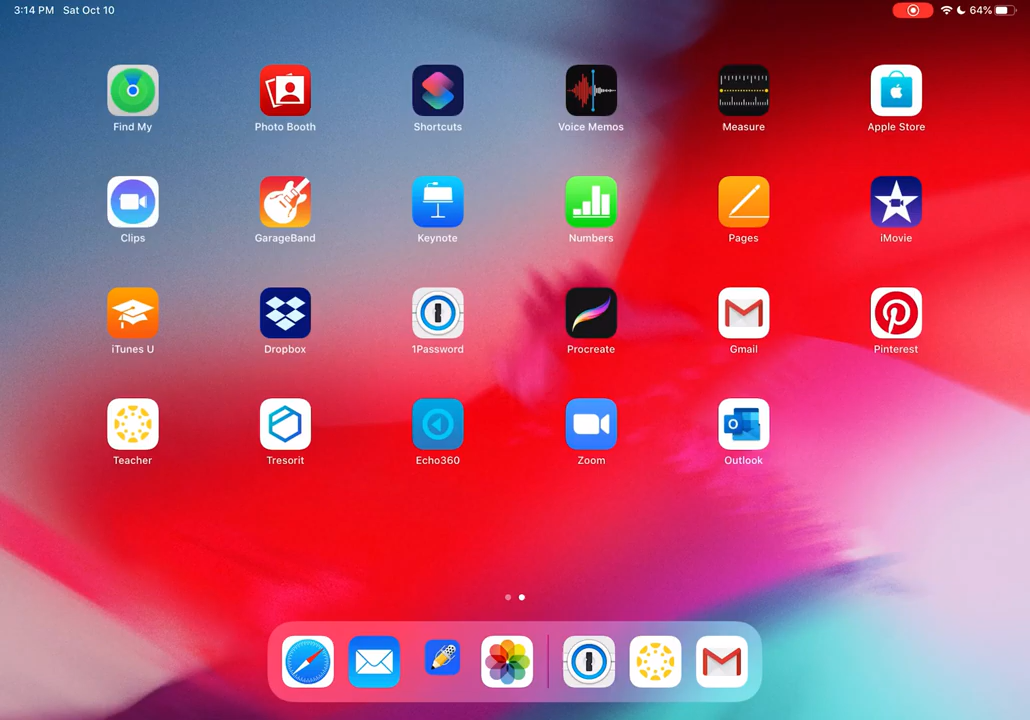 3:14 PM Sat Oct 10
64%
Find My
Photo Booth
Shortcuts
Voice Memos
Measure
Apple Store
Clips
GarageBand
Keynote
Numbers
Pages
iMovie
iTunes U
Dropbox
1Password
Procreate
Gmail
Pinterest
Teacher
Tresorit
Echo360
Zoom
O
Outlook